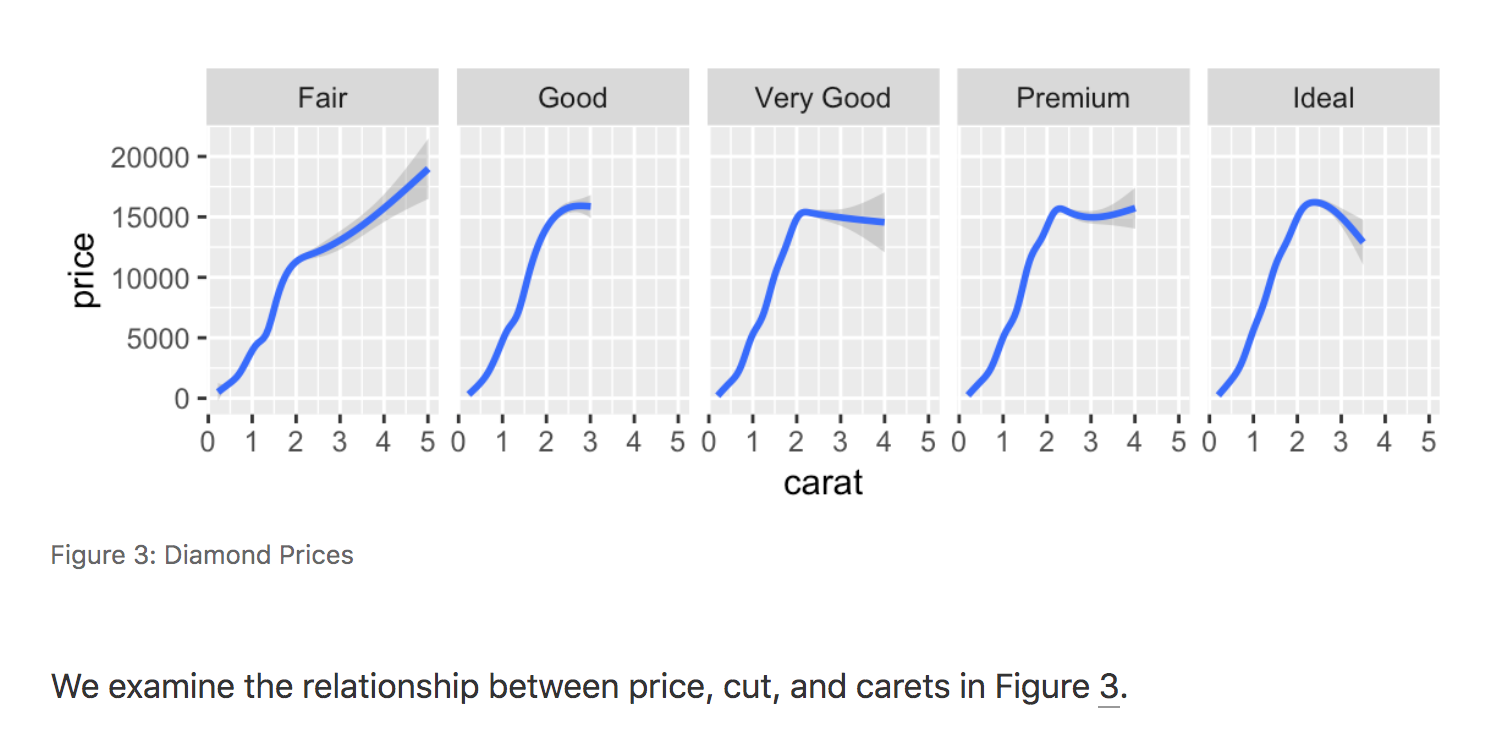 Fair Good Very Good Premium Ideal
20000
15000
10000
5000
0
price
0 1 2 3 4 5 0 1 2 3 4 5 0 1 2 3 4 5 0 1 2 3 4 5 0 1 2 3 4 5
carat
Figure 3: Diamond Prices
We examine the relationship between price, cut, and carets in Figure 3.